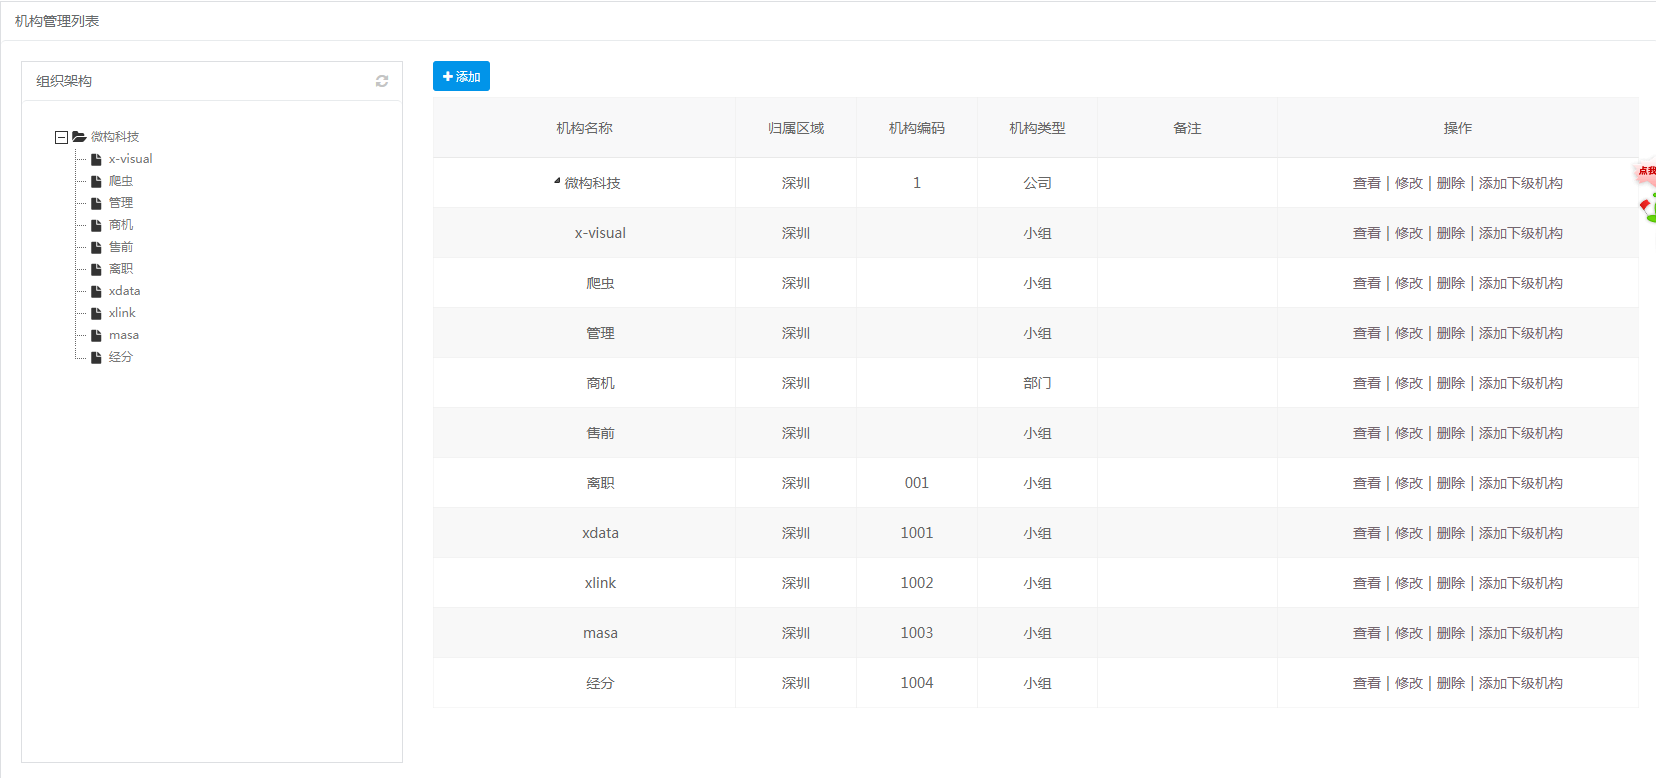 机构管理列表
组织架构
微构科技
x-visual
爬虫
管理
商机
售前
离职
xdata
xlink
masa
经分
添加
机构名称 归属区域 机构编码 机构类型 备注 操作
微构科技 深圳 1 公司 查看 | 修改 | 删除 | 添加下级机构
x-visual 深圳 小组 查看 | 修改 | 删除 | 添加下级机构
爬虫 深圳 小组 查看 | 修改 | 删除 | 添加下级机构
管理 深圳 小组 查看 | 修改 | 删除 | 添加下级机构
商机 深圳 部门 查看 | 修改 | 删除 | 添加下级机构
售前 深圳 小组 查看 | 修改 | 删除 | 添加下级机构
离职 深圳 001 小组 查看 | 修改 | 删除 | 添加下级机构
xdata 深圳 1001 小组 查看 | 修改 | 删除 | 添加下级机构
xlink 深圳 1002 小组 查看 | 修改 | 删除 | 添加下级机构
masa 深圳 1003 小组 查看 | 修改 | 删除 | 添加下级机构
经分 深圳 1004 小组 查看 | 修改 | 删除 | 添加下级机构
点我